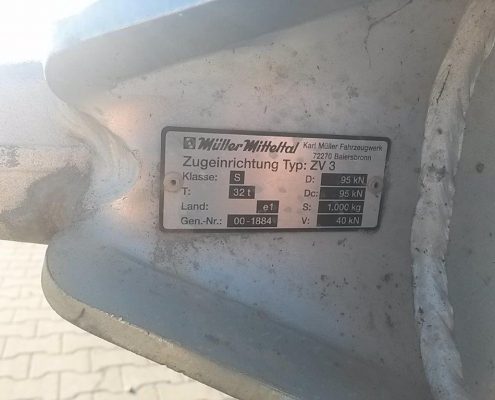 Müller Mitteltal Karl Müller Fahrzeugwerk
72270 Baiersbronn
Zugeinrichtung Typ: ZV 3
Klasse: S D: 95 kN
T: 32 t Dc: 95 kN
Land: e1 S: 1.000 kg
Gen.-Nr.: 00-1884 V: 40 kN